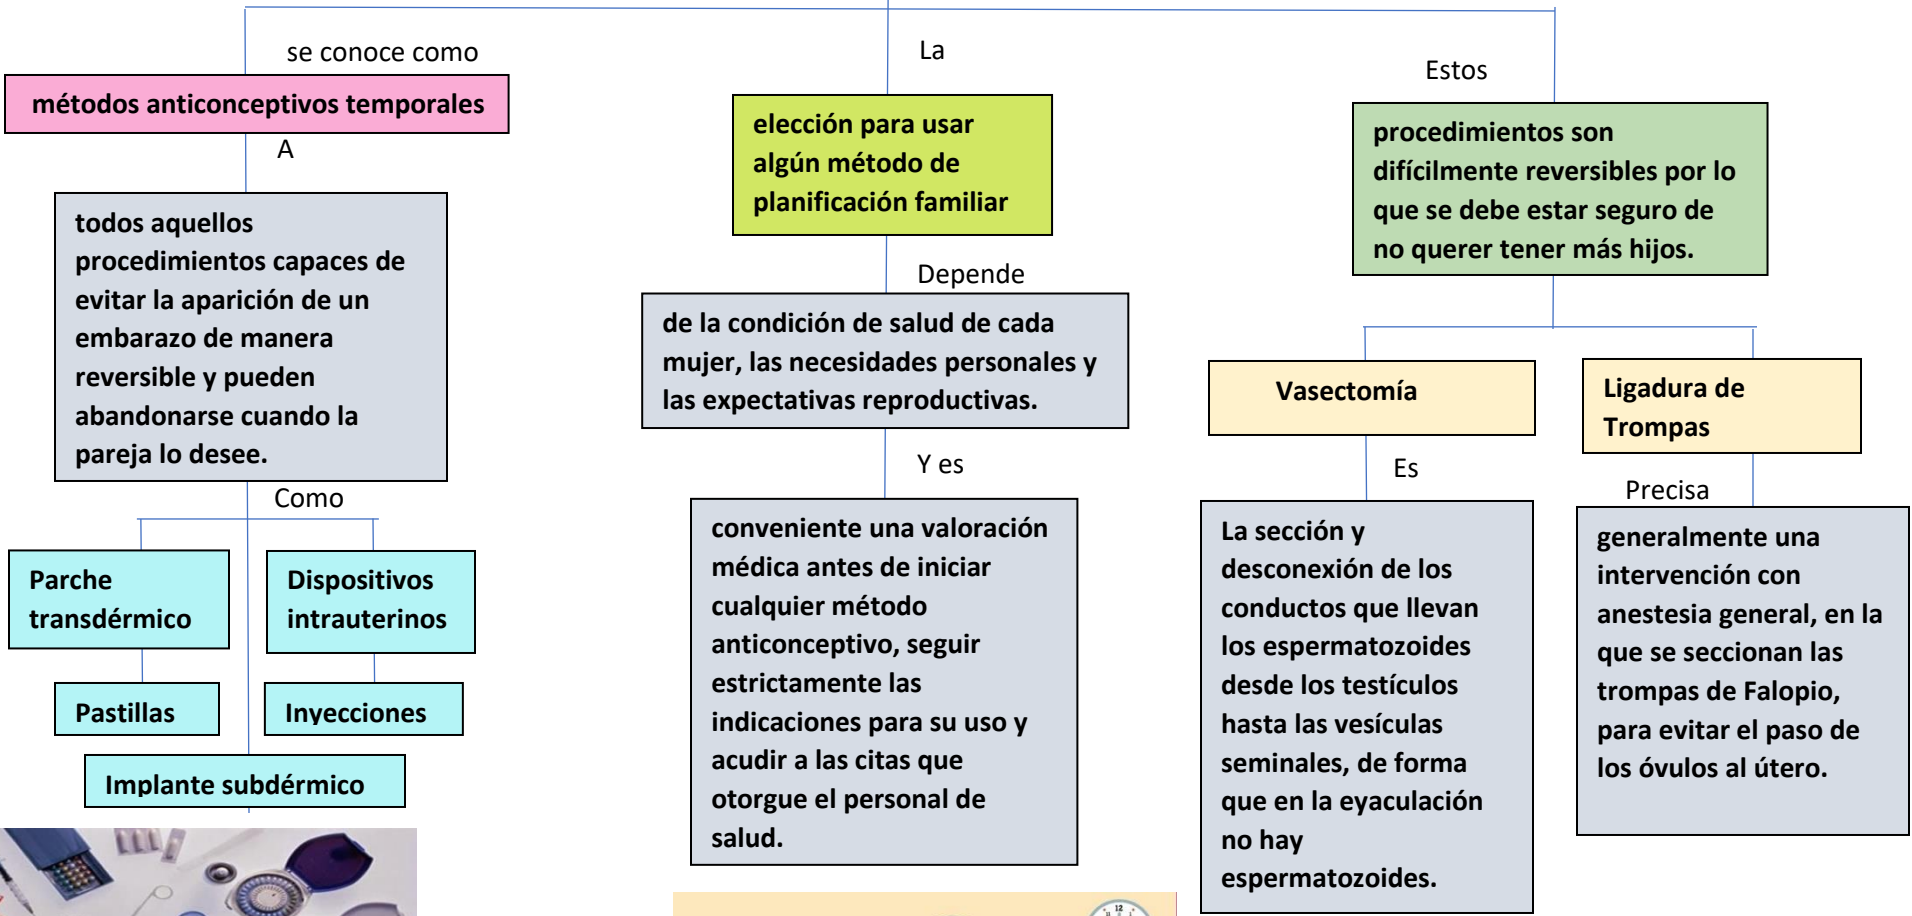 se conoce como
métodos anticonceptivos temporales
A
todos aquellos
procedimientos capaces de
evitar la aparición de un
embarazo de manera
reversible y pueden
abandonarse cuando la
pareja lo desee.
Como
Parche
transdérmico
Dispositivos
intrauterinos
Pastillas
Inyecciones
Implante subdérmico
La
elección para usar
algún método de
planificación familiar
Depende
de la condición de salud de cada
mujer, las necesidades personales y
las expectativas reproductivas.
Y es
conveniente una valoración
médica antes de iniciar
cualquier método
anticonceptivo, seguir
estrictamente las
indicaciones para su uso y
acudir a las citas que
otorgue el personal de
salud.
12
Estos
procedimientos son
difícilmente reversibles por lo
que se debe estar seguro de
no querer tener más hijos.
Vasectomía
Es
La sección y
desconexión de los
conductos que llevan
los espermatozoides
desde los testículos
hasta las vesículas
seminales, de forma
que en la eyaculación
no hay
espermatozoides.
Ligadura de
Trompas
Precisa
generalmente una
intervención con
anestesia general, en la
que se seccionan las
trompas de Falopio,
para evitar el paso de
los óvulos al útero.